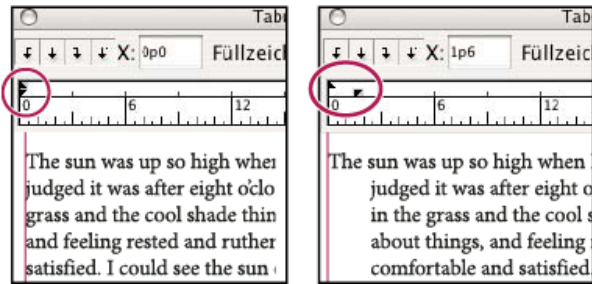 Tab
X: 0p0 Füllzeic
0 6 12
The sun was up so high when
judged it was after eight o'clo
grass and the cool shade thin
and feeling rested and ruther
satisfied. I could see the sun
Tab
X: 1p6 Füllzeic
0 6 12
The sun was up so high when I
judged it was after eight o
in the grass and the cool s
about things, and feeling
comfortable and satisfied.